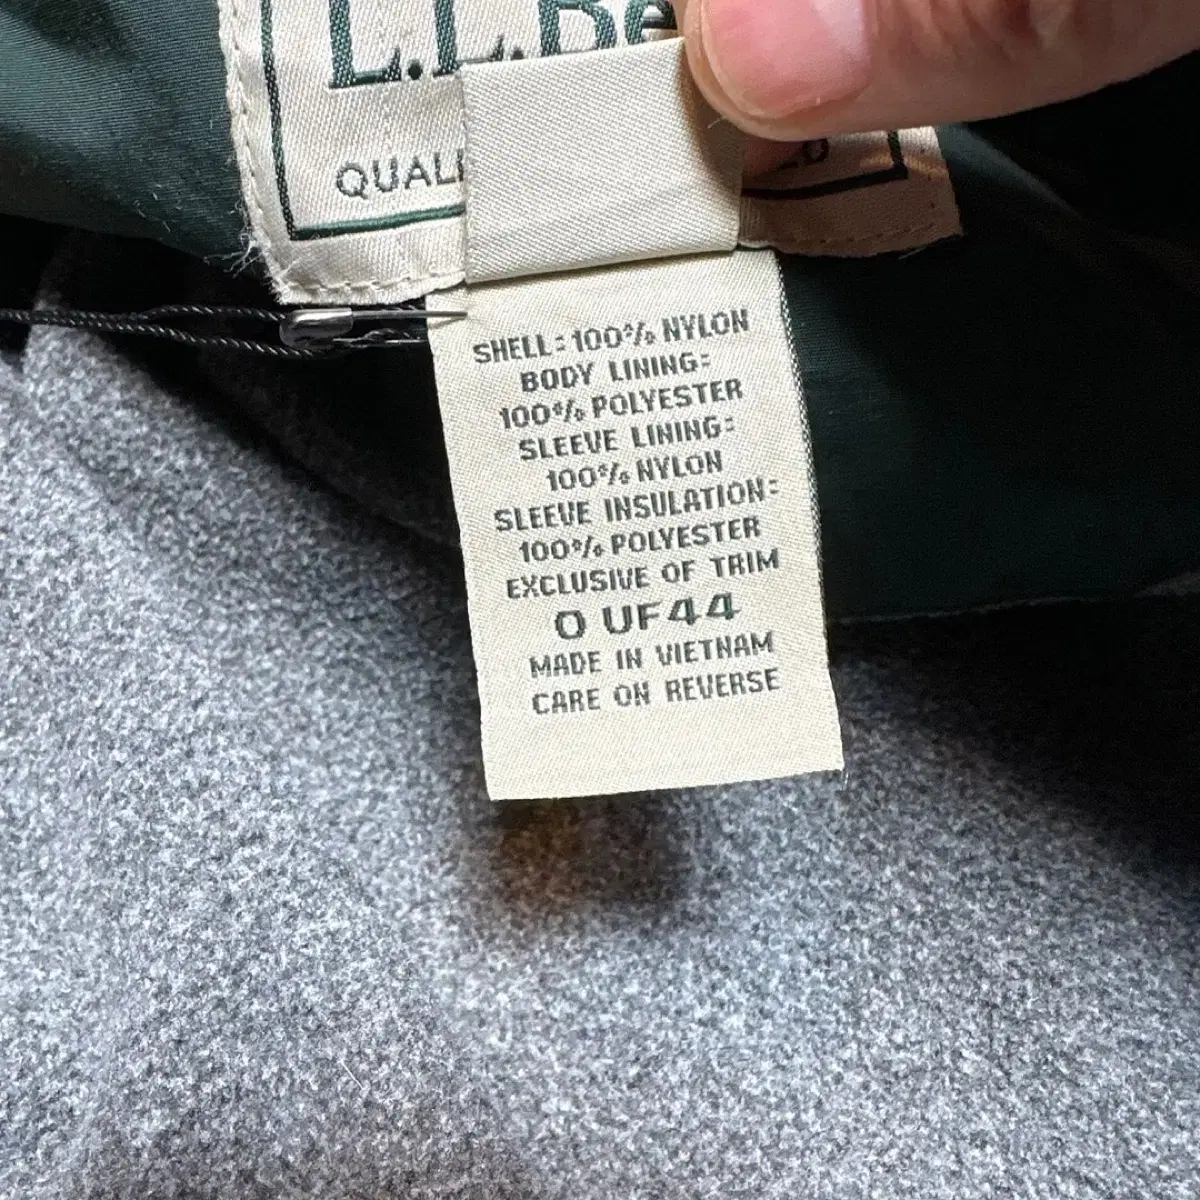 L.L.Be
QUALI
SHELL: 100% NYLON
BODY LINING:
100% POLYESTER
SLEEVE LINING:
100% NYLON
SLEEVE INSULATION:
100% POLYESTER
EXCLUSIVE OF TRIM
0 UF44
MADE IN VIETNAM
CARE ON REVERSE